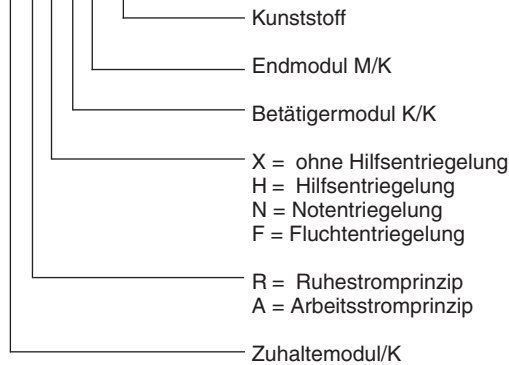 Kunststoff
Endmodul M/K
Betätigermodul K/K
X = ohne Hilfsentriegelung
H = Hilfsentriegelung
N = Notentriegelung
F = Fluchtentriegelung
R = Ruhestromprinzip
A = Arbeitsstromprinzip
Zuhaltemodul/K